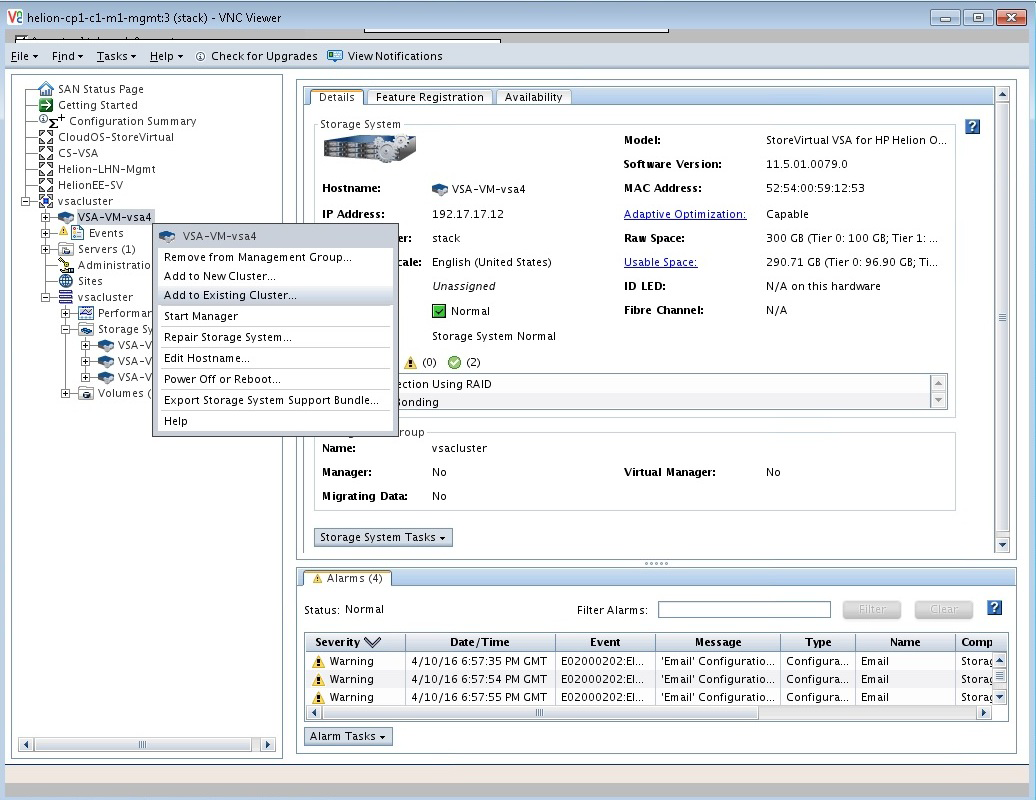 helion-cp1-c1-m1-mgmt:3 (stack) - VNC Viewer
File Find Tasks Help Check for Upgrades View Notifications
SAN Status Page
Getting Started
Configuration Summary
CloudOS-StoreVirtual
CS-VSA
Helion-LHN-Mgmt
HelionEE-SV
vsacluster
VSA-VM-vsa4
Events
Servers (1)
Administratio
Sites
vsacluster
Performar
Storage Sy
VSA-V
VSA-V
VSA-V
Volumes (
VSA-VM-vsa4
Remove from Management Group...
Add to New Cluster...
Add to Existing Cluster...
Start Manager
Repair Storage System...
Edit Hostname...
Power Off or Reboot...
Export Storage System Support Bundle...
Help
Details Feature Registration Availability
Storage System
Model: StoreVirtual VSA for HP Helion O...
Software Version: 11.5.01.0079.0
Hostname: VSA-VM-vsa4 MAC Address: 52:54:00:59:12:53
IP Address: 192.17.17.12 Adaptive Optimization: Capable
er: stack Raw Space: 300 GB (Tier 0: 100 GB; Tier 1: ...
cale: English (United States) Usable Space: 290.71 GB (Tier 0: 96.90 GB; Ti...
Unassigned ID LED: N/A on this hardware
Normal Fibre Channel: N/A
Storage System Normal
(0) (2)
ection Using RAID
Bonding
roup
Name: vsacluster
Manager: No Virtual Manager: No
Migrating Data: No
Storage System Tasks
Alarms (4)
Status: Normal Filter Alarms: Filter Clear
Severity Date/Time Event Message Type Name Comp
Warning 4/10/16 6:57:35 PM GMT E02000202:EI... 'Email' Configuratio... Configura... Email Storag
Warning 4/10/16 6:57:54 PM GMT E02000202:EI... 'Email' Configuratio... Configura... Email Storag
Warning 4/10/16 6:57:55 PM GMT E02000202:EI... 'Email' Configuratio... Configura... Email Storag
Alarm Tasks